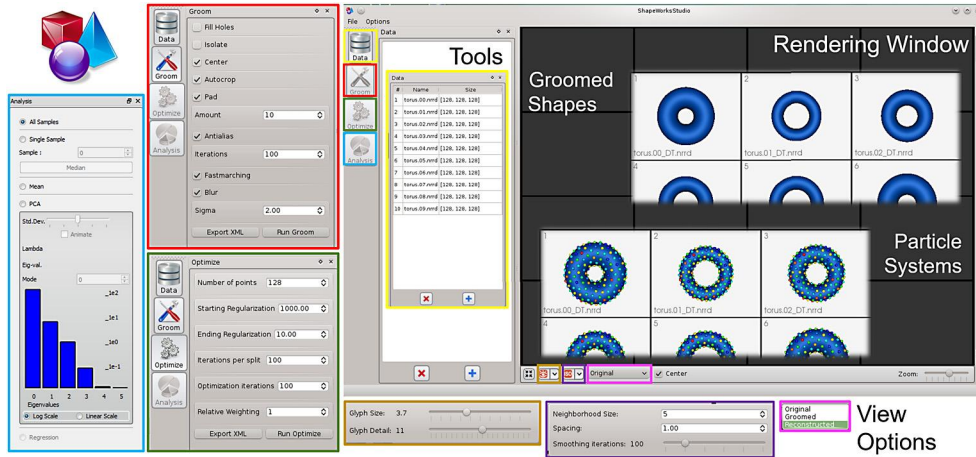 Groom
Data
Groom
Optimize
Analysis
Fill Holes
Isolate
Center
Autocrop
Pad
Amount 10
Antialias
Iterations 100
Fastmarching
Blur
Sigma 2.00
Export XML Run Groom
Analysis
All Samples
Single Sample
Sample : 0
Median
Mean
PCA
Std.Dev.
Animate
Lambda
Eig-val.
Mode 0
_1e2
_1e1
_1e0
_1e-1
0 1 2 3 4 5
Eigenvalues
Log Scale Linear Scale
Regression
Optimize
Data
Groom
Optimize
Analysis
Number of points 128
Starting Regularization 1000.00
Ending Regularization 10.00
Iterations per split 100
Optimization iterations 100
Relative Weighting 1
Export XML Run Optimize
ShapeWorksStudio
File Options
Data
Groom
Optimize
Analysis
Data
Tools
Data
# Name Size
1 torus.00.nrrd [128, 128, 128]
2 torus.01.nrrd [128, 128, 128]
3 torus.02.nrrd [128, 128, 128]
4 torus.03.nrrd [128, 128, 128]
5 torus.04.nrrd [128, 128, 128]
6 torus.05.nrrd [128, 128, 128]
7 torus.06.nrrd [128, 128, 128]
8 torus.07.nrrd [128, 128, 128]
9 torus.08.nrrd [128, 128, 128]
10 torus.09.nrrd [128, 128, 128]
Rendering Window
Groomed
Shapes
1 2 3
torus.00_DT.nrrd torus.01_DT.nrrd torus.02_DT.nrrd
4 5 6
Particle
Systems
1 2 3
torus.00_DT.nrrd torus.01_DT.nrrd torus.02_DT.nrrd
4 5 6
Original Center Zoom:
Glyph Size: 3.7
Glyph Detail: 11
Neighborhood Size: 5
Spacing: 1.00
Smoothing iterations: 100
Original
Groomed
Reconstructed
View
Options